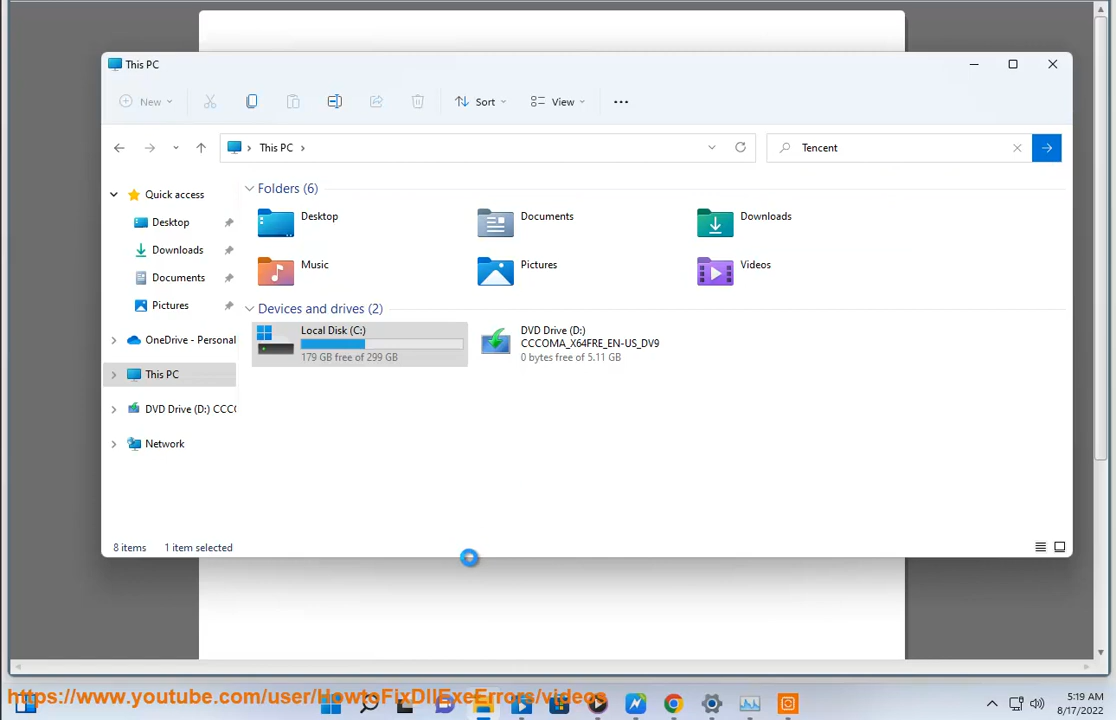 This PC
New
Sort
View
This PC
Tencent
Quick access
Desktop
Downloads
Documents
Pictures
OneDrive - Personal
This PC
DVD Drive (D:) CCC
Network
Folders (6)
Desktop
Documents
Downloads
Music
Pictures
Videos
Devices and drives (2)
Local Disk (C:)
179 GB free of 299 GB
DVD Drive (D:)
CCCOMA_X64FRE_EN-US_DV9
0 bytes free of 5.11 GB
8 items
1 item selected
https://www.youtube.com/user/HowtoFixDllExeErrors/videos
5:19 AM
8/17/2022